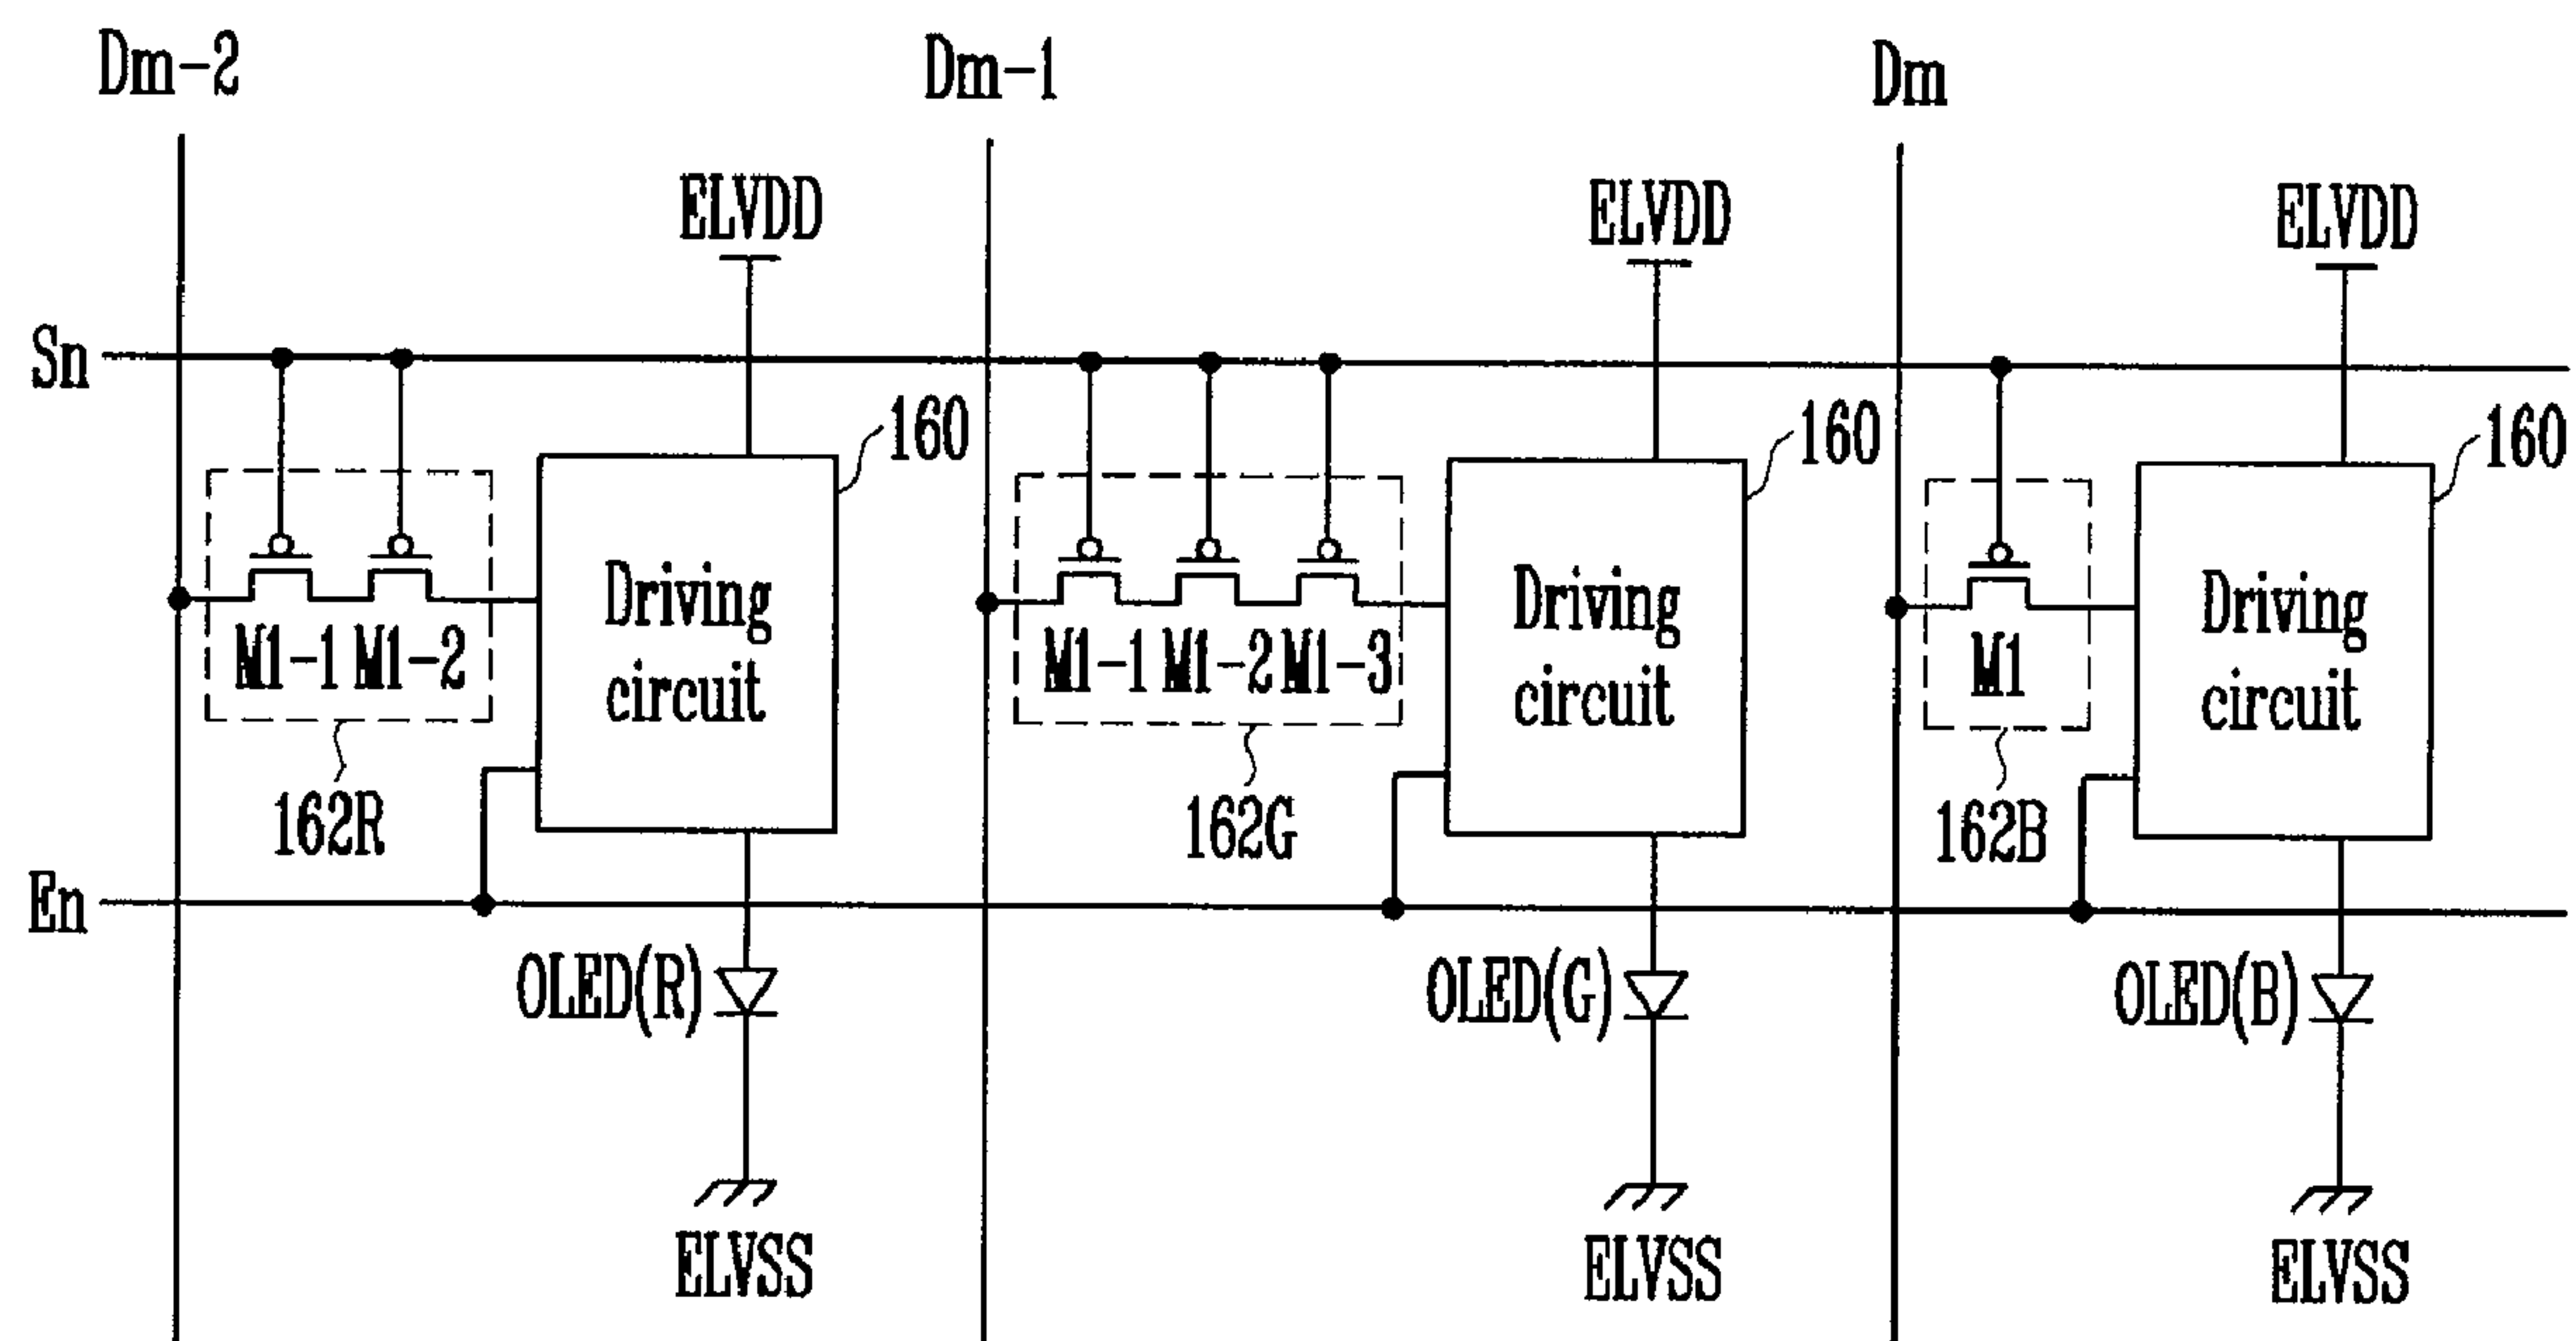 Dm-2
Dm-1
Dm
ELVDD
ELVDD
ELVDD
Sn
160
160
160
Driving
circuit
Driving
circuit
Driving
circuit
M1-1 M1-2
M1-1 M1-2 M1-3
M1
162R
162G
162B
En
OLED(R)
OLED(G)
OLED(B)
ELVSS
ELVSS
ELVSS